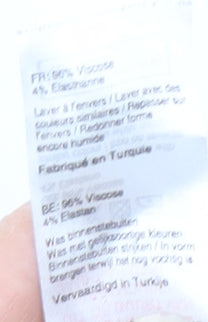 FR: 96% Viscose
4% Elasthanne
Laver à l'envers / Laver avec des
couleurs similaires / Repasser sur
l'envers / Redonner forme
encore humide
Fabriqué en Turquie
BE: 96% Viscose
4% Elastan
Was binnenstebuiten
Was met gelijksoortige kleuren
Binnenstebuiten strijken / In vorm
brengen terwijl het nog vochtig is
Vervaardigd in Turkije